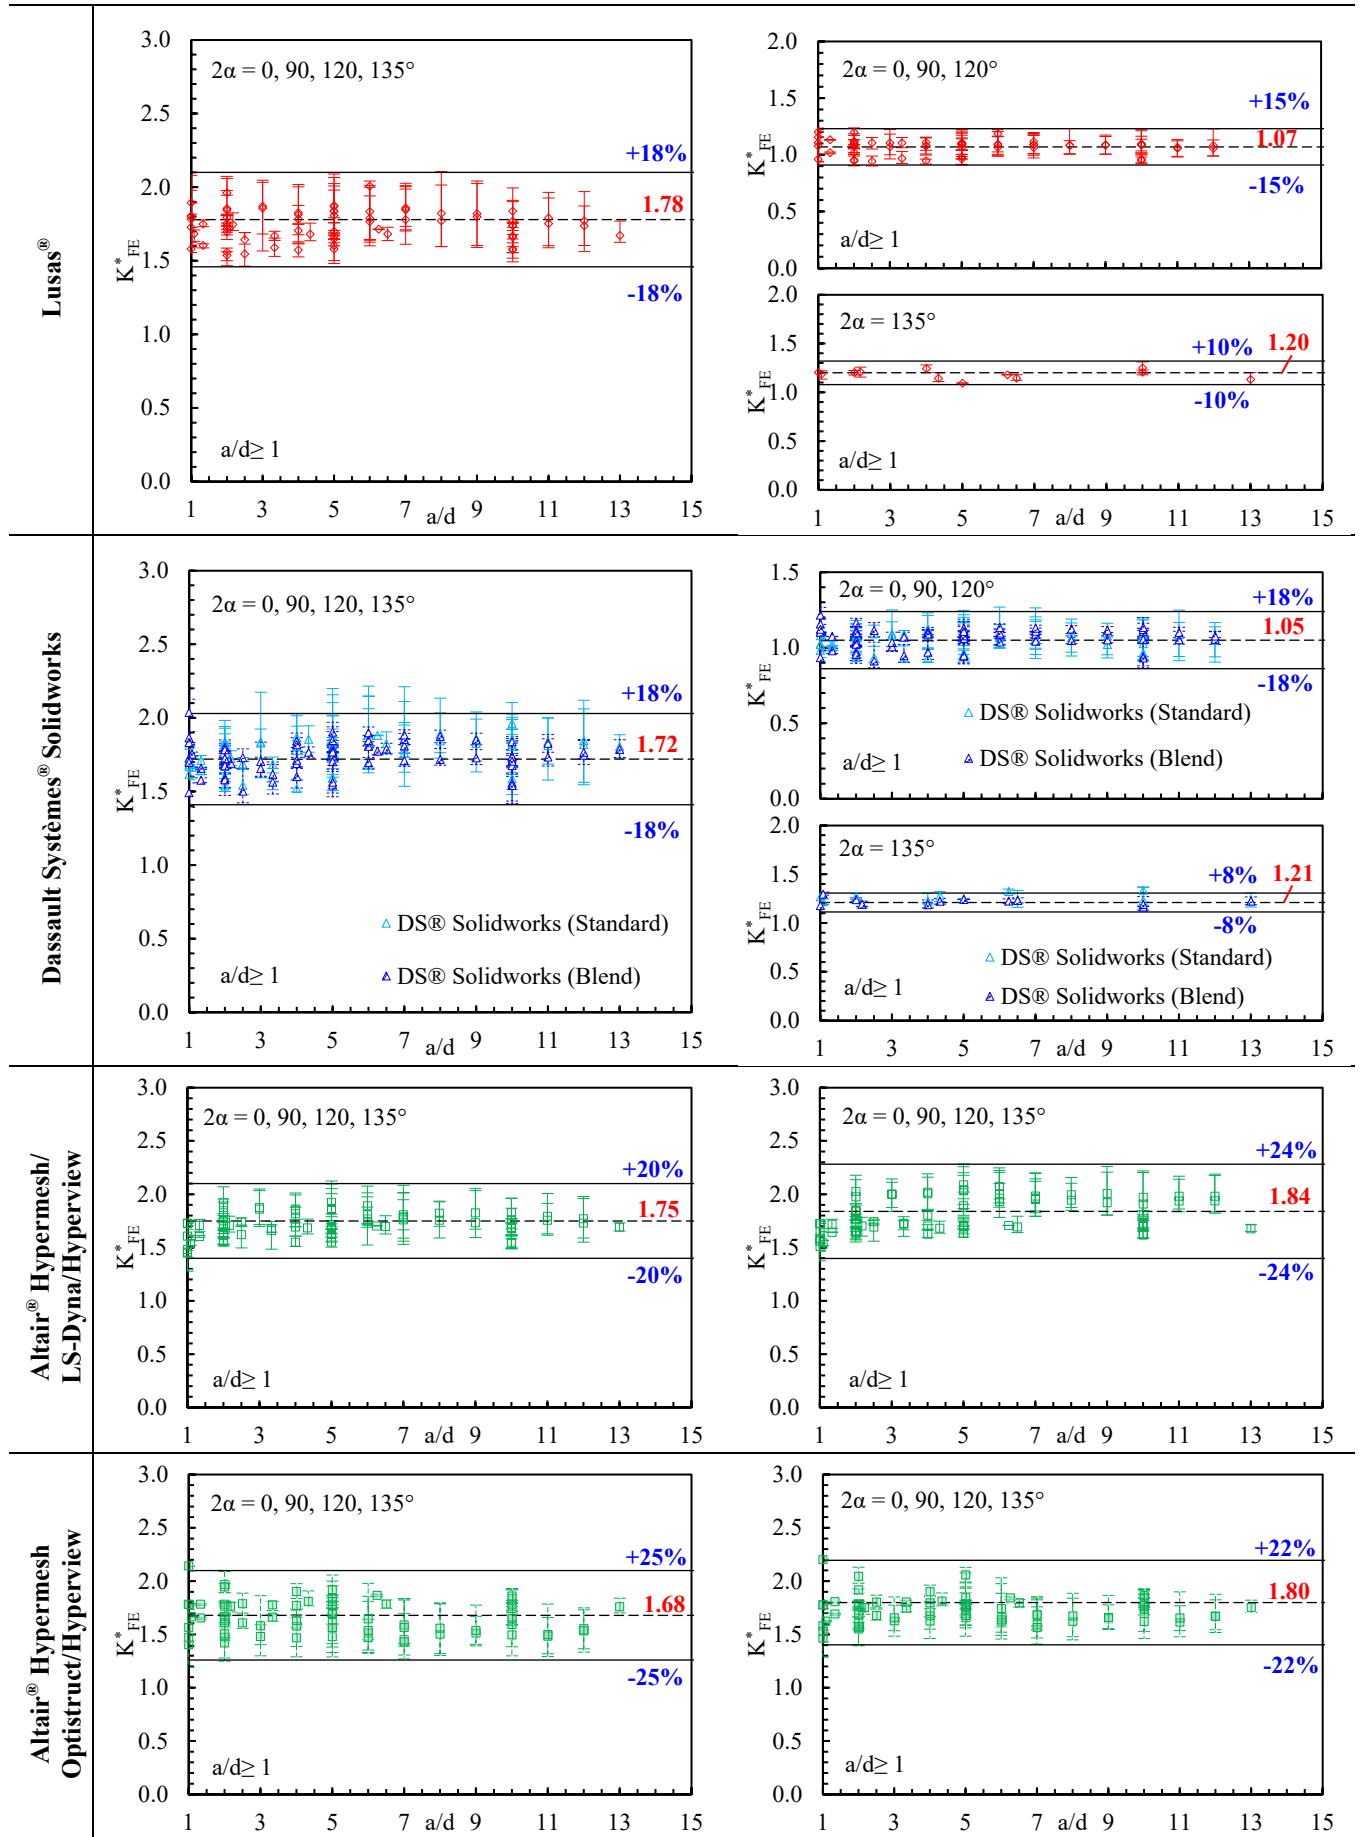 Lusas®
3.0
2.5
2.0
1.5
1.0
0.5
0.0
K*FE
2α = 0, 90, 120, 135°
+18%
1.78
-18%
a/d≥ 1
1 3 5 7 a/d 9 11 13 15
2.0
1.5
1.0
0.5
0.0
K*FE
2α = 0, 90, 120°
+15%
1.07
-15%
a/d≥ 1
2.0
1.5
1.0
0.5
0.0
K*FE
2α = 135°
+10%
1.20
-10%
a/d≥ 1
1 3 5 7 a/d 9 11 13 15
Dassault Systèmes® Solidworks
3.0
2.5
2.0
1.5
1.0
0.5
0.0
K*FE
2α = 0, 90, 120, 135°
+18%
1.72
-18%
DS® Solidworks (Standard)
DS® Solidworks (Blend)
a/d≥ 1
1 3 5 7 a/d 9 11 13 15
1.5
1.0
0.5
0.0
K*FE
2α = 0, 90, 120°
+18%
1.05
-18%
DS® Solidworks (Standard)
DS® Solidworks (Blend)
a/d≥ 1
2.0
1.5
1.0
0.5
0.0
K*FE
2α = 135°
+8%
1.21
-8%
DS® Solidworks (Standard)
DS® Solidworks (Blend)
a/d≥ 1
1 3 5 7 a/d 9 11 13 15
Altair® Hypermesh/
LS-Dyna/Hyperview
3.0
2.5
2.0
1.5
1.0
0.5
0.0
K*FE
2α = 0, 90, 120, 135°
+20%
1.75
-20%
a/d≥ 1
1 3 5 7 a/d 9 11 13 15
3.0
2.5
2.0
1.5
1.0
0.5
0.0
K*FE
2α = 0, 90, 120, 135°
+24%
1.84
-24%
a/d≥ 1
1 3 5 7 a/d 9 11 13 15
Altair® Hypermesh
Optistruct/Hyperview
3.0
2.5
2.0
1.5
1.0
0.5
0.0
K*FE
2α = 0, 90, 120, 135°
+25%
1.68
-25%
a/d≥ 1
1 3 5 7 a/d 9 11 13 15
3.0
2.5
2.0
1.5
1.0
0.5
0.0
K*FE
2α = 0, 90, 120, 135°
+22%
1.80
-22%
a/d≥ 1
1 3 5 7 a/d 9 11 13 15